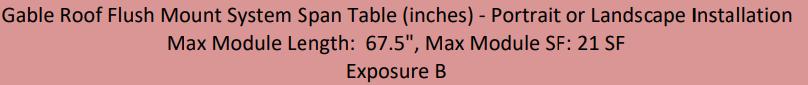 Gable Roof Flush Mount System Span Table (inches) - Portrait or Landscape Installation
Max Module Length:  67.5", Max Module SF: 21 SF
Exposure B